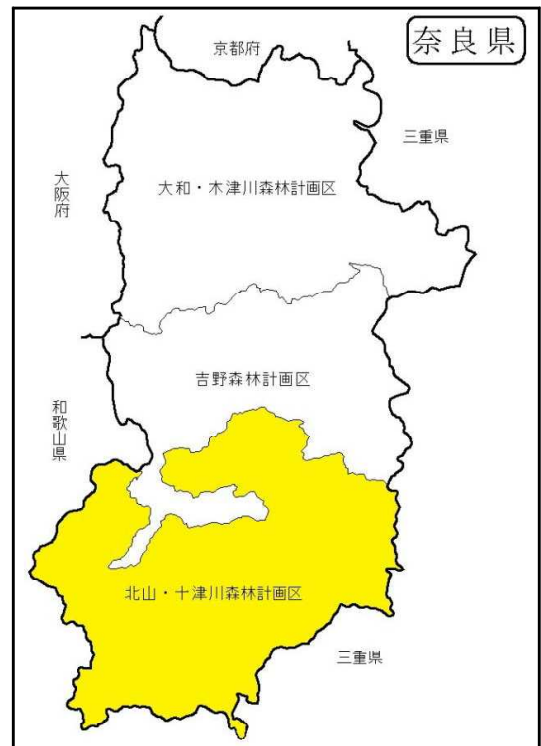 奈良県
京都府
三重県
大阪府
大和・木津川森林計画区
吉野森林計画区
和歌山県
北山・十津川森林計画区
三重県